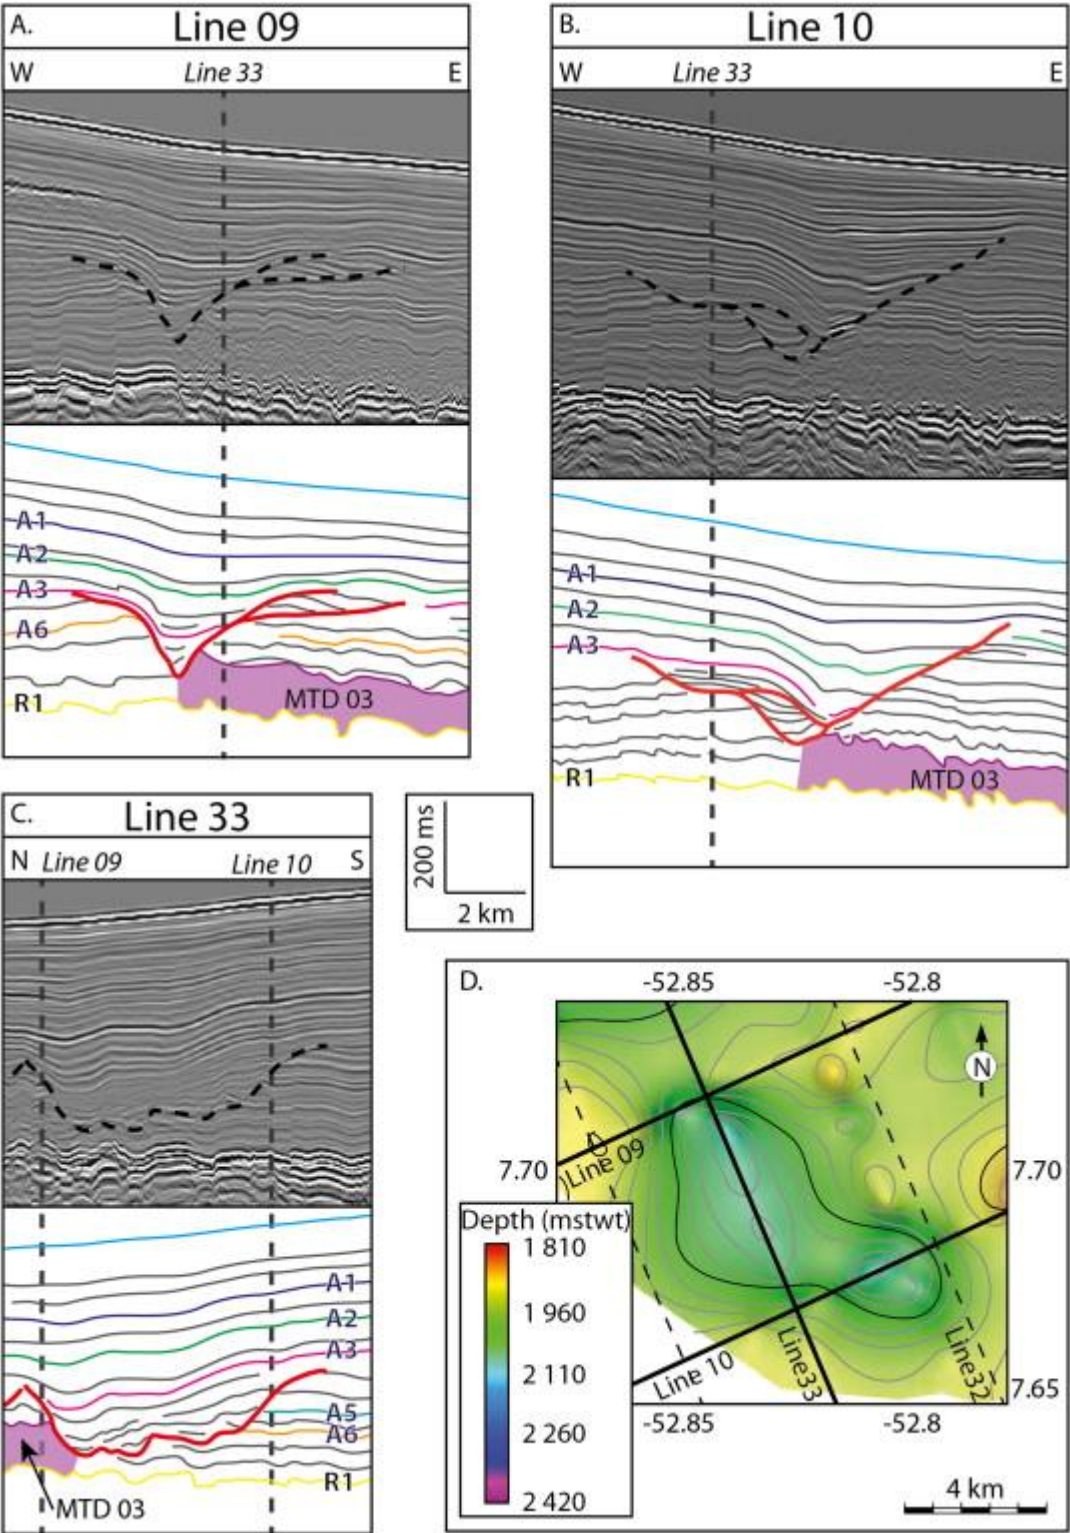 A.
Line 09
W
Line 33
E
A1
A2
A3
A6
R1
MTD 03
B.
Line 10
W
Line 33
E
A1
A2
A3
R1
MTD 03
C.
Line 33
N
Line 09
Line 10
S
A1
A2
A3
A5
A6
R1
MTD 03
200 ms
2 km
D.
-52.85
-52.8
N
7.70
Line 09
7.70
Depth (mstwt)
1 810
1 960
2 110
2 260
2 420
Line 10
Line33
Line32
7.65
-52.85
-52.8
4 km